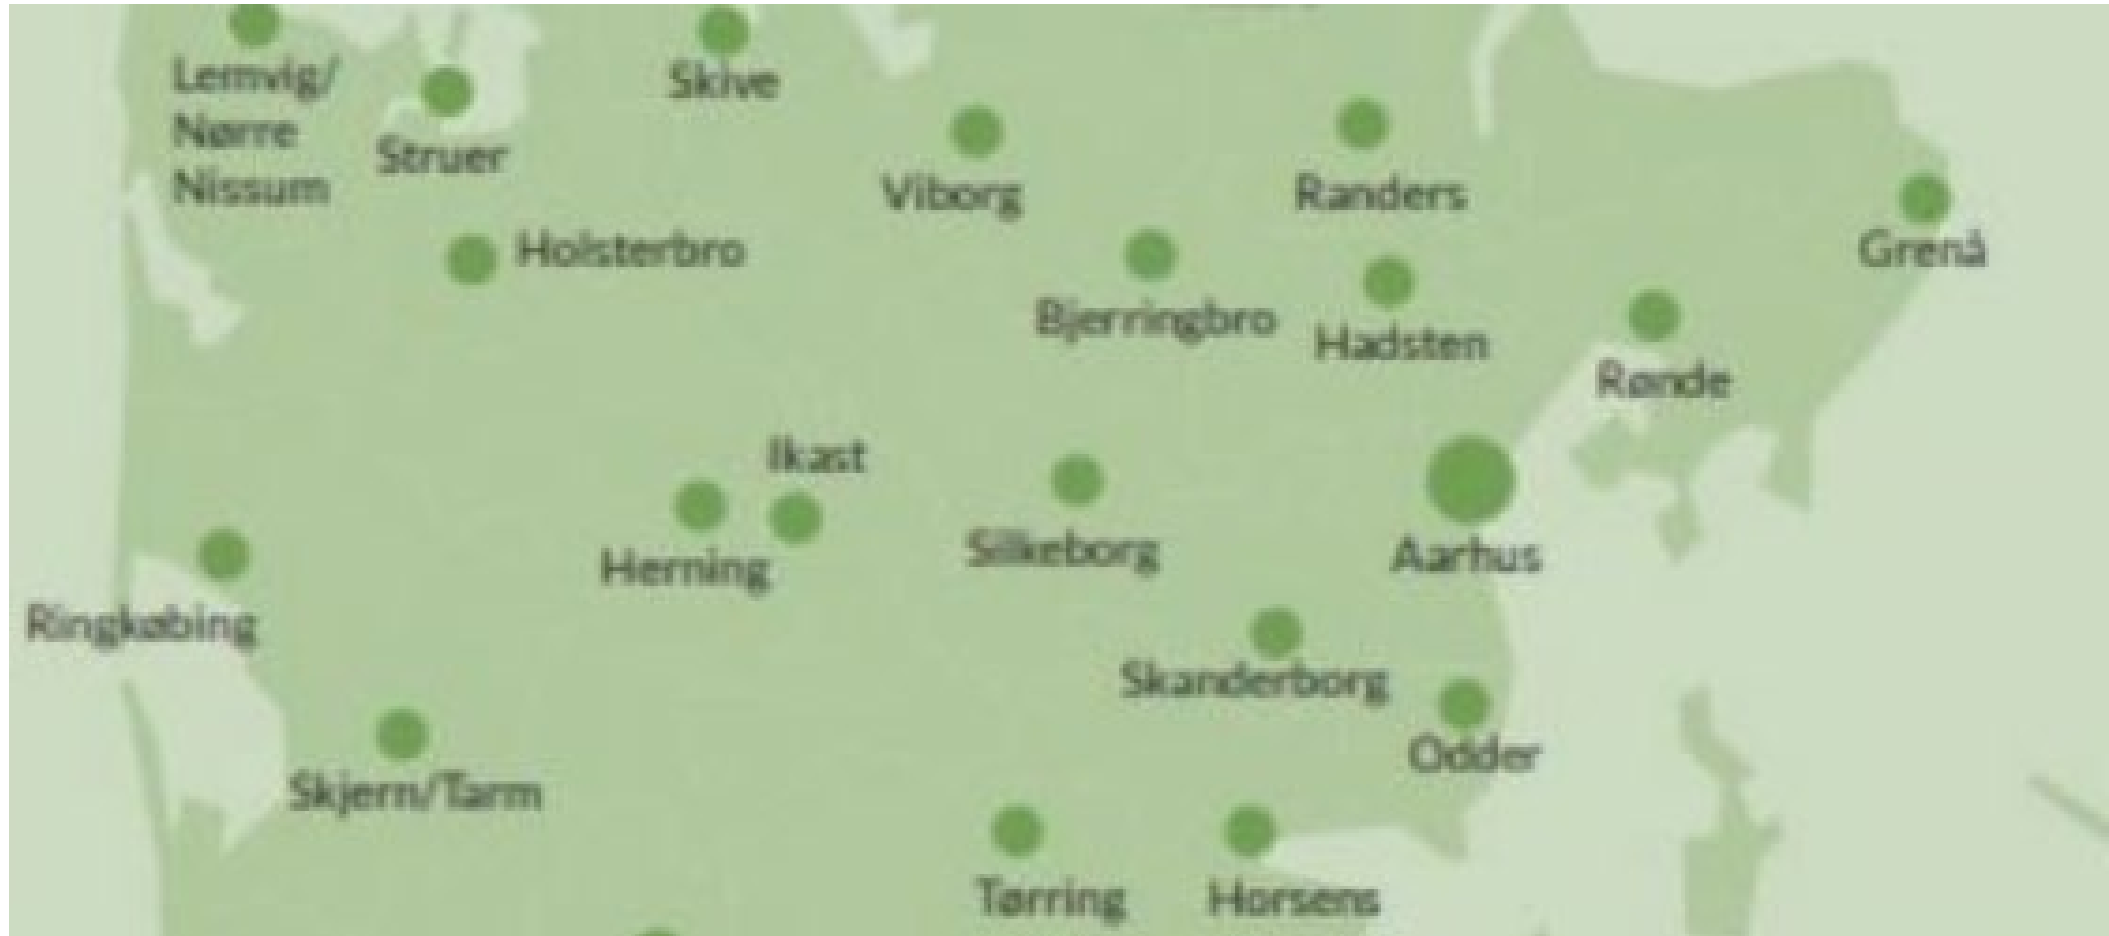 Lemvig/
Nørre
Nissum
Struer
Skive
Viborg
Randers
Grenå
Holsterbro
Bjerringbro
Hadsten
Rønde
Ikast
Herning
Silkeborg
Aarhus
Ringkøbing
Skanderborg
Odder
Skjern/Tarm
Tørring
Horsens